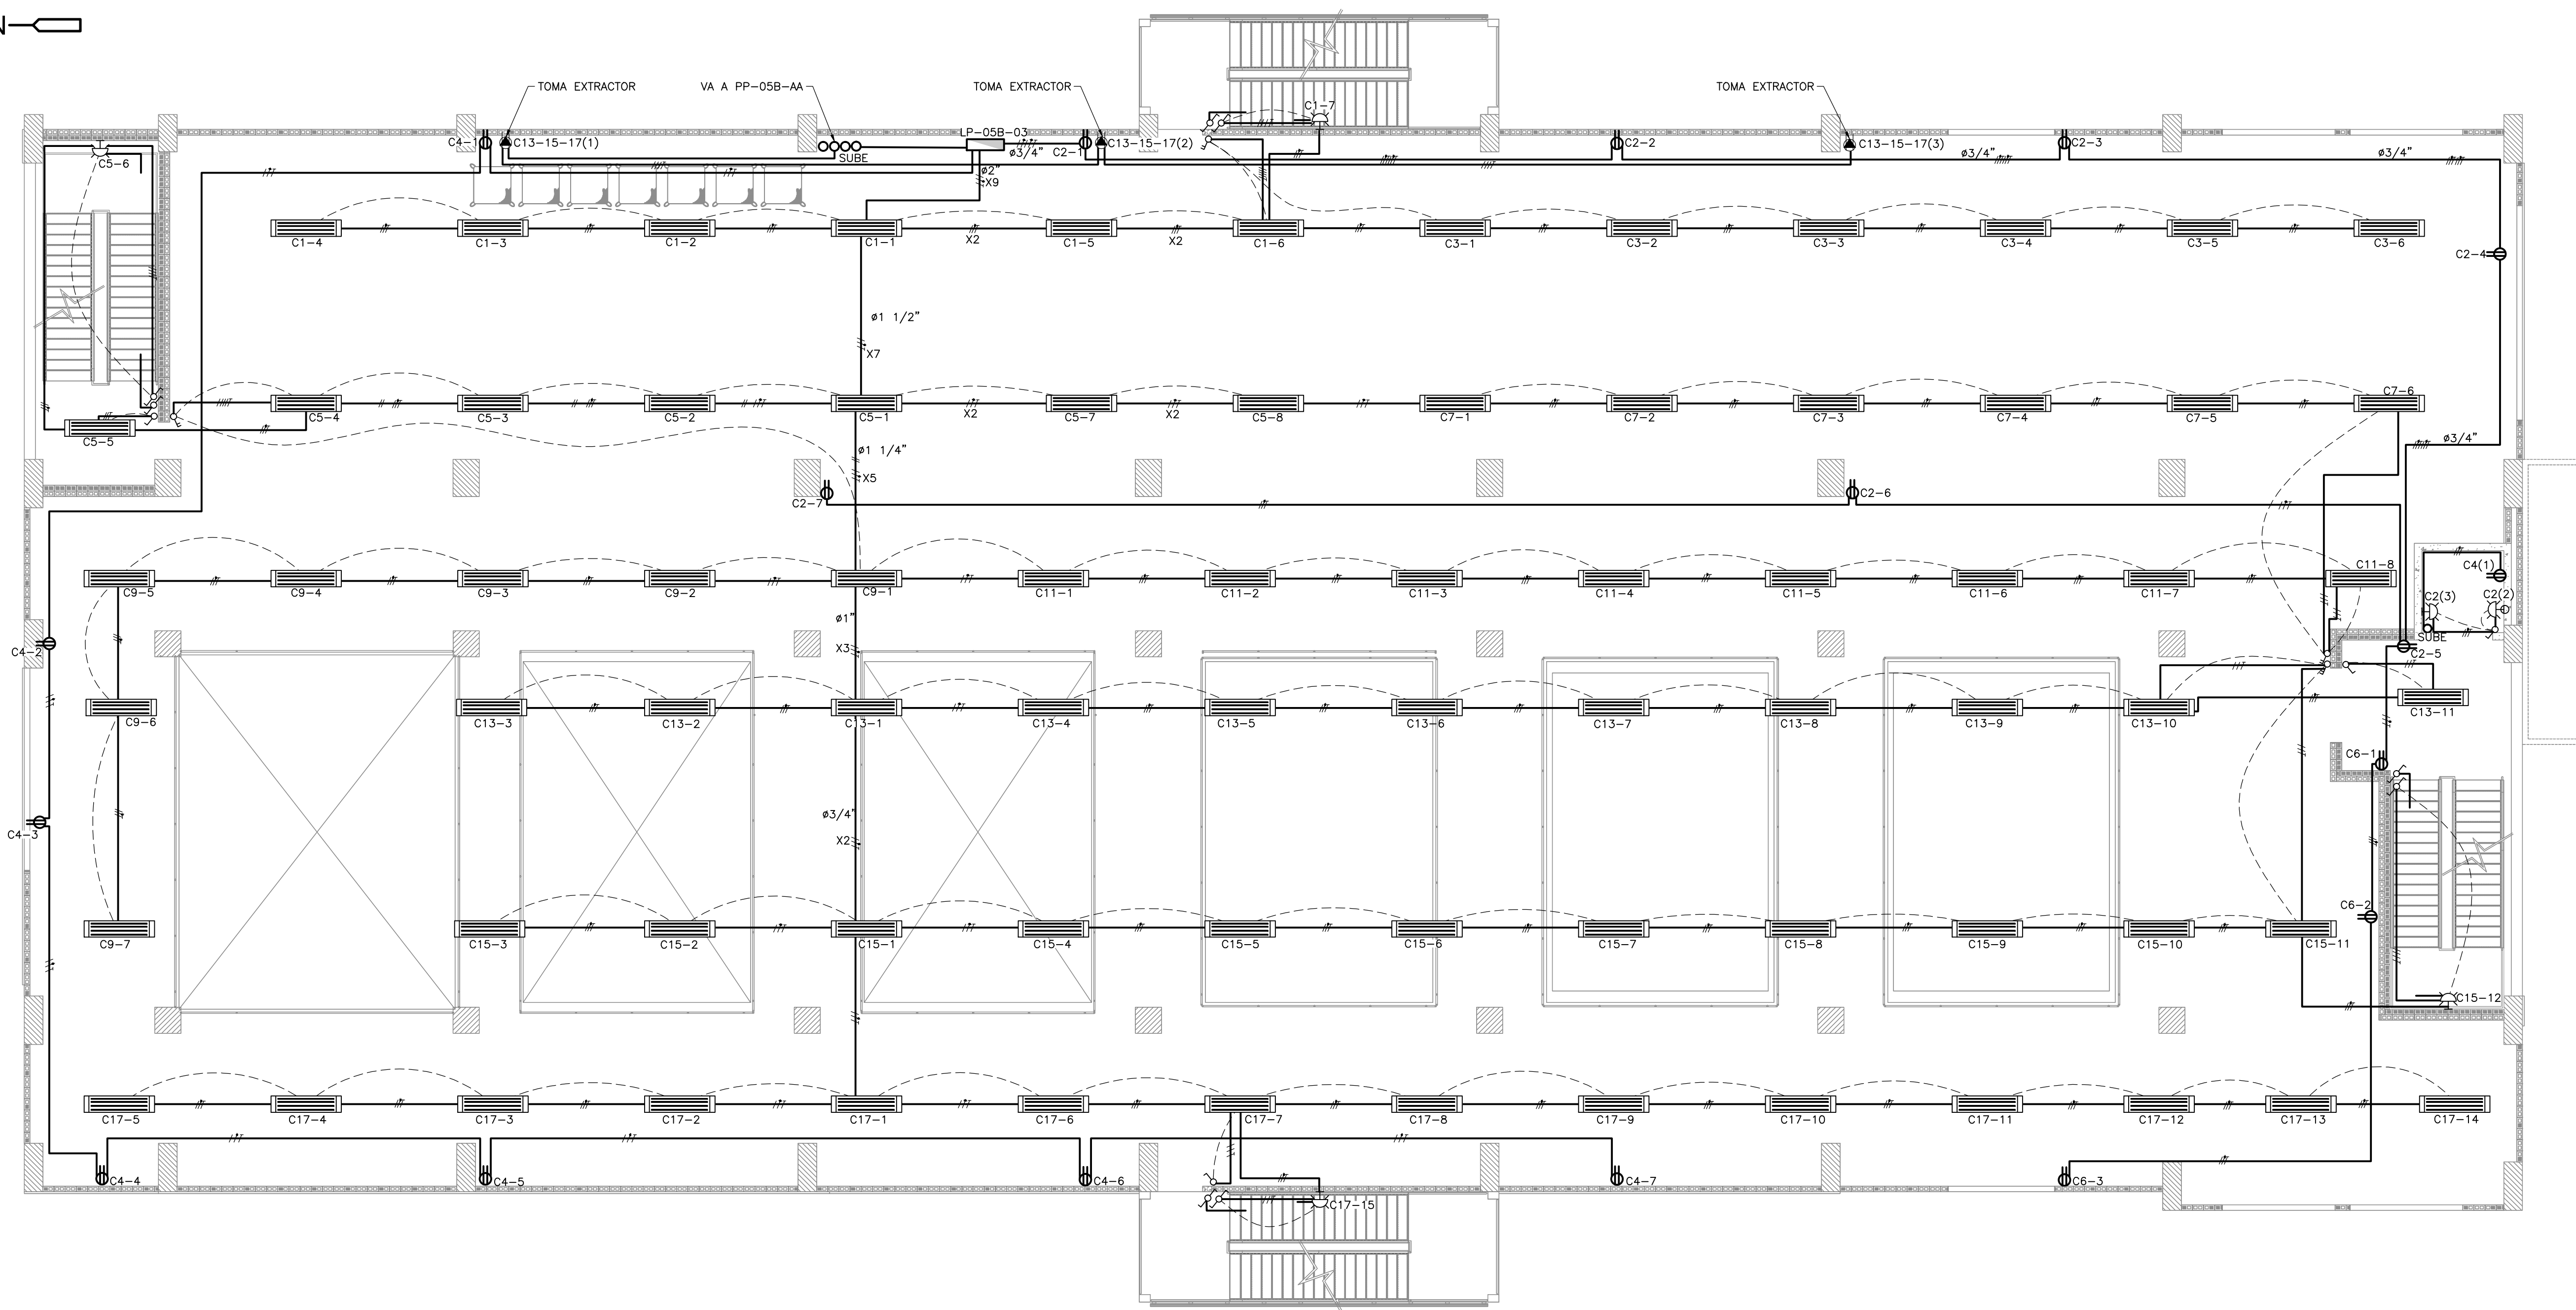 N
TOMA EXTRACTOR
VA A PP-05B-AA
TOMA EXTRACTOR
TOMA EXTRACTOR
C1-7
C4-1
C13-15-17(1)
SUBE
LP-05B-03
ø3/4"
C2-1
C13-15-17(2)
C2-2
C13-15-17(3)
ø3/4"
C2-3
ø3/4"
C5-6
ø2"
X9
C1-4
C1-3
C1-2
C1-1
X2
C1-5
X2
C1-6
C3-1
C3-2
C3-3
C3-4
C3-5
C3-6
C2-4
ø1 1/2"
X7
C5-5
C5-4
C5-3
C5-2
C5-1
X2
C5-7
X2
C5-8
C7-1
C7-2
C7-3
C7-4
C7-5
C7-6
ø3/4"
ø1 1/4"
X5
C2-7
C2-6
C9-5
C9-4
C9-3
C9-2
C9-1
C11-1
C11-2
C11-3
C11-4
C11-5
C11-6
C11-7
C11-8
C4(1)
C2(3)
C2(2)
SUBE
C2-5
ø1"
X3
C4-2
C9-6
C13-3
C13-2
C13-1
C13-4
C13-5
C13-6
C13-7
C13-8
C13-9
C13-10
C13-11
C6-1
ø3/4"
X2
C4-3
C6-2
C9-7
C15-3
C15-2
C15-1
C15-4
C15-5
C15-6
C15-7
C15-8
C15-9
C15-10
C15-11
C15-12
C17-5
C17-4
C17-3
C17-2
C17-1
C17-6
C17-7
C17-8
C17-9
C17-10
C17-11
C17-12
C17-13
C17-14
C4-4
C4-5
C4-6
C4-7
C6-3
C17-15